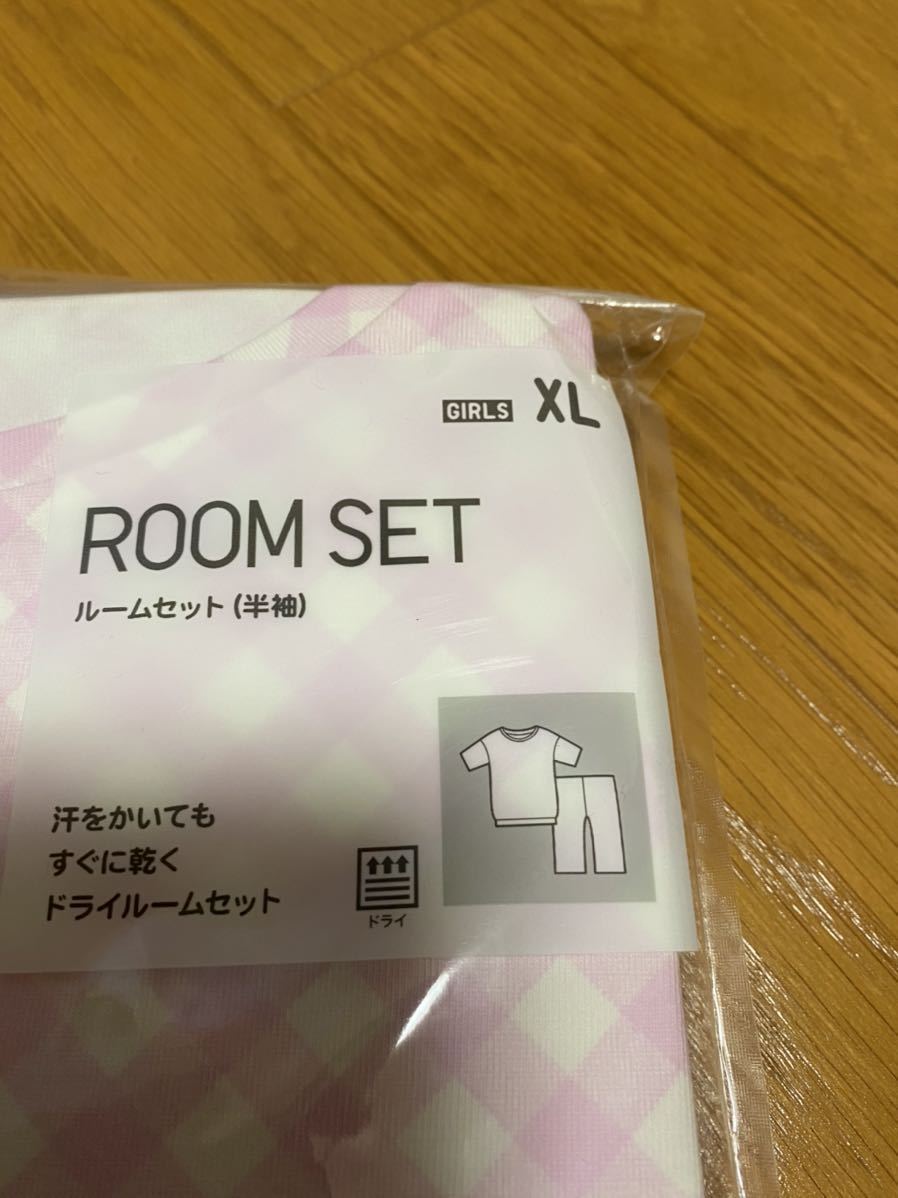 GIRLS XL
ROOM SET
ルームセット(半袖)
汗をかいても
すぐに乾く
ドライルームセット
ドライ